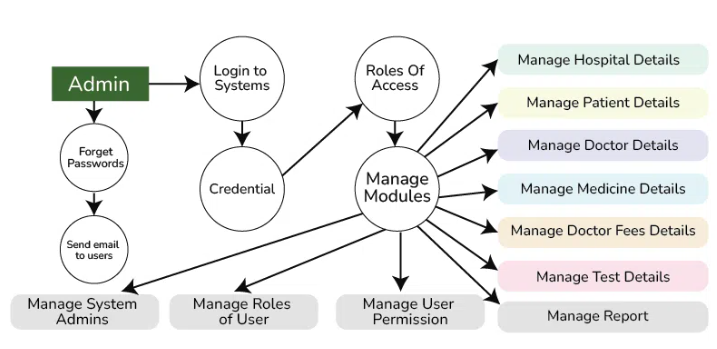 Admin
Login to
Systems
Roles Of
Access
Forget
Passwords
Credential
Manage
Modules
Send email
to users
Manage Hospital Details
Manage Patient Details
Manage Doctor Details
Manage Medicine Details
Manage Doctor Fees Details
Manage Test Details
Manage Report
Manage System
Admins
Manage Roles
of User
Manage User
Permission